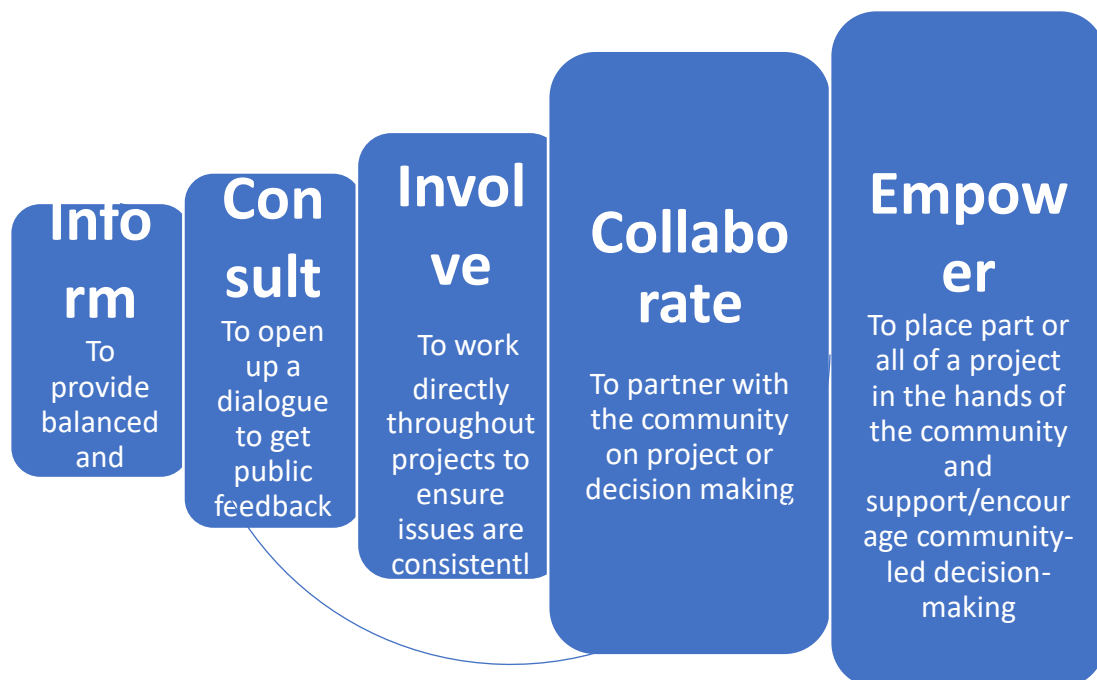 Info
rm
To
provide
balanced
and
Con
sult
To open
up a
dialogue
to get
public
feedback
Invol
ve
To work
directly
throughout
projects to
ensure
issues are
consistentl
Collabo
rate
To partner with
the community
on project or
decision making
Empow
er
To place part or
all of a project
in the hands of
the community
and
support/encour
age community-
led decision-
making